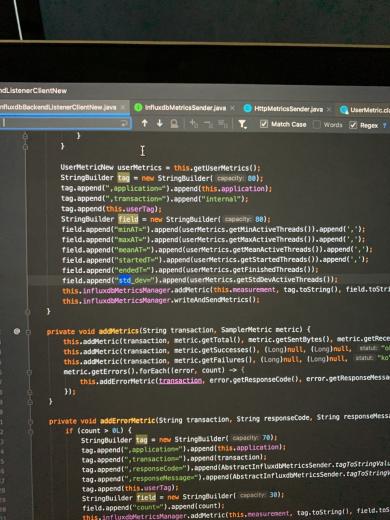 ndListenerClientNew
nfluxdbBackendListenerClientNew.java × InfluxdbMetricsSender.java × HttpMetricsSender.java × UserMetric.cla
Match Case Words Regex ?
}
}
UserMetricNew userMetrics = this.getUserMetrics();
StringBuilder tag = new StringBuilder( capacity: 80);
tag.append(",application=").append(this.application);
tag.append(",transaction=").append("internal");
tag.append(this.userTag);
StringBuilder field = new StringBuilder( capacity: 80);
field.append("minAT=").append(userMetrics.getMinActiveThreads()).append(',');
field.append("maxAT=").append(userMetrics.getMaxActiveThreads()).append(',');
field.append("meanAT=").append(userMetrics.getMeanActiveThreads()).append(',');
field.append("startedT=").append(userMetrics.getStartedThreads()).append(',');
field.append("endedT=").append(userMetrics.getFinishedThreads());
field.append("std_dev=").append(userMetrics.getStdDevActiveThreads());
this.influxdbMetricsManager.addMetric(this.measurement, tag.toString(), field.toStr
this.influxdbMetricsManager.writeAndSendMetrics();
}
private void addMetrics(String transaction, SamplerMetric metric) {
this.addMetric(transaction, metric.getTotal(), metric.getSentBytes(), metric.getRece
this.addMetric(transaction, metric.getSuccesses(), (Long)null, (Long)null, statut: "o
this.addMetric(transaction, metric.getFailures(), (Long)null, (Long)null, statut: "ko"
metric.getErrors().forEach((error, count) -> {
this.addErrorMetric(transaction, error.getResponseCode(), error.getResponseMessa
});
}
private void addErrorMetric(String transaction, String responseCode, String responseMess
if (count > 0L) {
StringBuilder tag = new StringBuilder( capacity: 70);
tag.append(",application=").append(this.application);
tag.append(",transaction=").append(transaction);
tag.append(",responseCode=").append(AbstractInfluxdbMetricsSender.tagToStringValu
tag.append(",responseMessage=").append(AbstractInfluxdbMetricsSender.tagToString
tag.append(this.userTag);
StringBuilder field = new StringBuilder( capacity: 30);
field.append("count=").append(count);
this.influxdbMetricsManager.addMetric(this.measurement, tag.toString(), field.toS